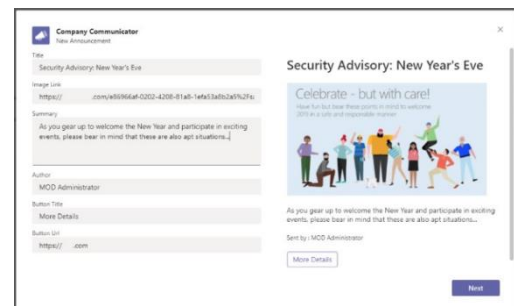 Company Communicator
New Announcement
Title
Security Advisory: New Year's Eve
Image Link
https:// .com/e86966af-0202-4208-81a8-1efa53a8b2a5%2F4
Summary
As you gear up to welcome the New Year and participate in exciting
events, please bear in mind that these are also apt situations...
Author
MOD Administrator
Button Title
More Details
Button Url
https:// .com
Security Advisory: New Year's Eve
Celebrate - but with care!
Have fun but bear these points in mind to welcome
2019 in a safe and responsible manner
As you gear up to welcome the New Year and participate in exciting
events, please bear in mind that these are also apt situations...
Sent by : MOD Administrator
More Details
Next